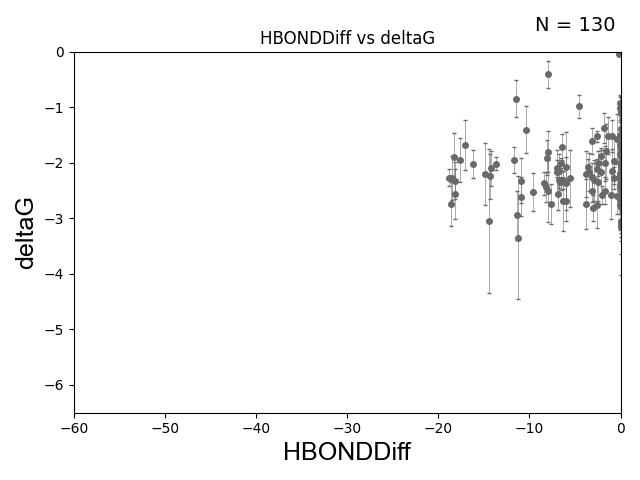 N = 130
HBONDDiff vs deltaG
0
−1
−2
−3
−4
−5
−6
deltaG
−60 −50 −40 −30 −20 −10 0
HBONDDiff